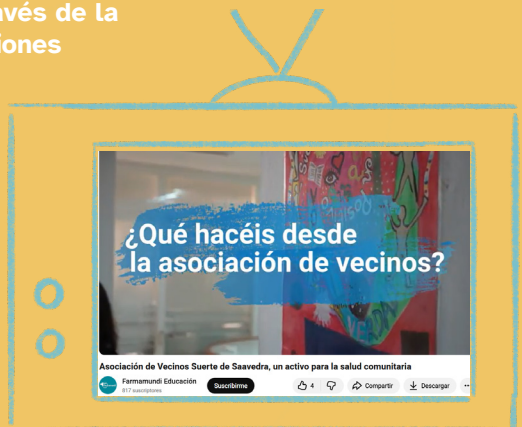 avés de la
iones
¿Qué hacéis desde
la asociación de vecinos?
Asociación de Vecinos Suerte de Saavedra, un activo para la salud comunitaria
Farmamundi Educación
817 suscriptores
Suscribirme
4
Compartir
Descargar
...